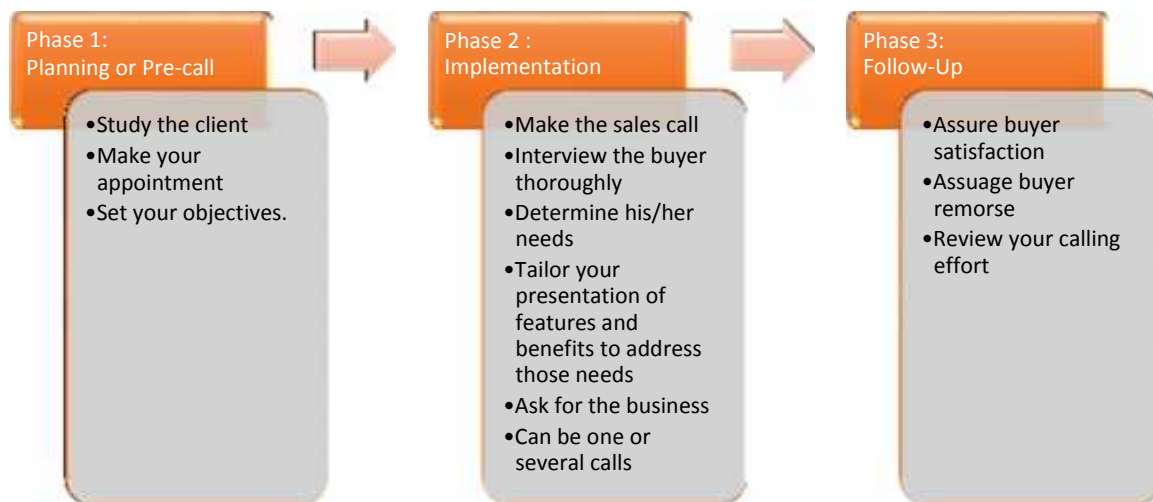 Phase 1:
Planning or Pre-call
•Study the client
•Make your
appointment
•Set your objectives.
Phase 2 :
Implementation
•Make the sales call
•Interview the buyer
thoroughly
•Determine his/her
needs
•Tailor your
presentation of
features and
benefits to address
those needs
•Ask for the business
•Can be one or
several calls
Phase 3:
Follow-Up
•Assure buyer
satisfaction
•Assuage buyer
remorse
•Review your calling
effort